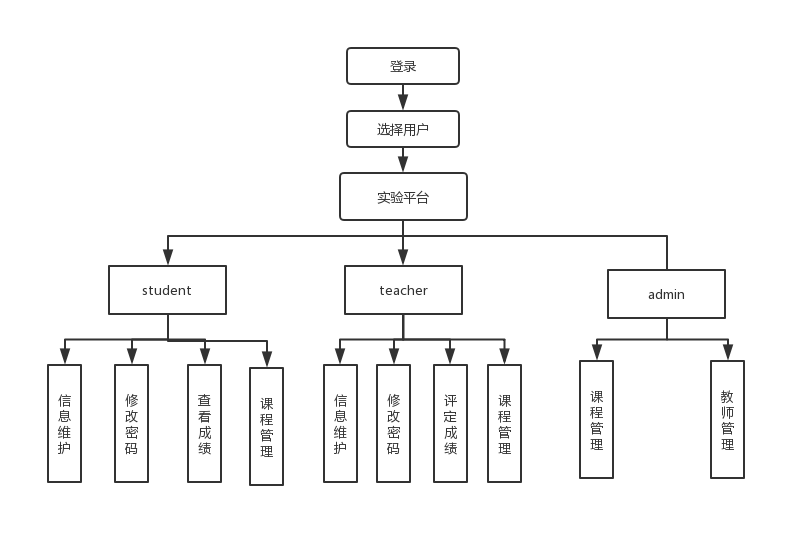 登录
选择用户
实验平台
student
teacher
admin
信息维护
修改密码
查看成绩
课程管理
信息维护
修改密码
评定成绩
课程管理
课程管理
教师管理